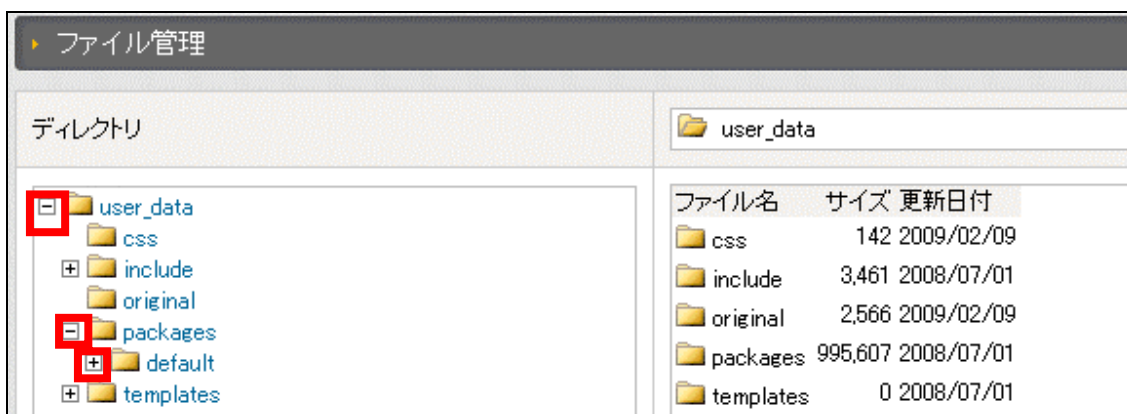 ファイル管理
ディレクトリ
user_data
user_data
css
include
original
packages
default
templates
ファイル名 サイズ 更新日付
css 142 2009/02/09
include 3,461 2008/07/01
original 2,566 2009/02/09
packages 995,607 2008/07/01
templates 0 2008/07/01